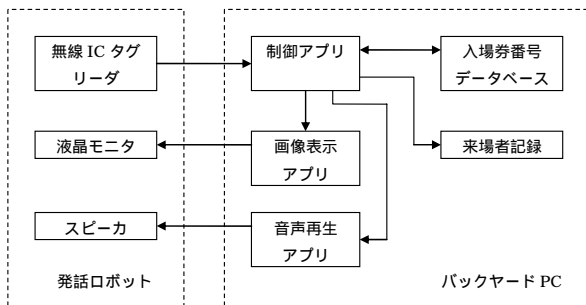 無線 IC タグ
リーダ
制御アプリ
入場券番号
データベース
液晶モニタ
画像表示
アプリ
来場者記録
スピーカ
音声再生
アプリ
発話ロボット
バックヤード PC